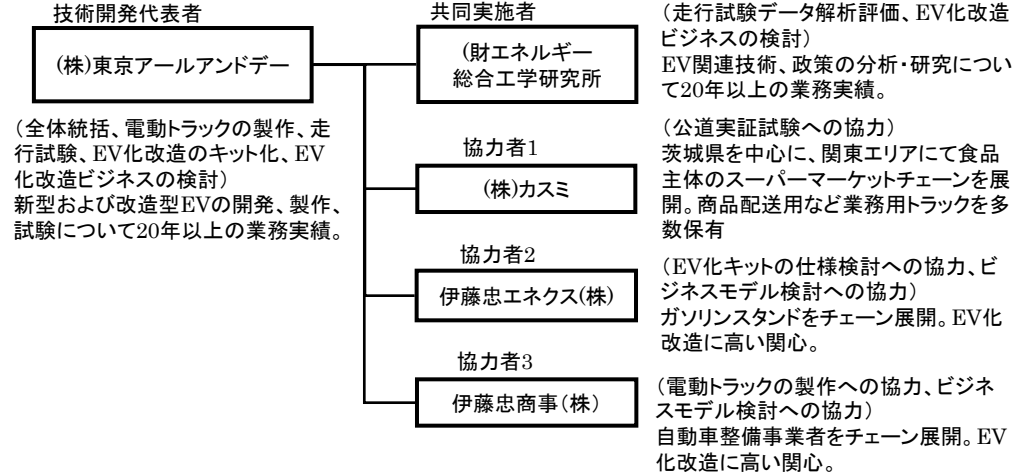 技術開発代表者
(株)東京アールアンドデー
(全体統括、電動トラックの製作、走
行試験、EV化改造のキット化、EV
化改造ビジネスの検討)
新型および改造型EVの開発、製作、
試験について20年以上の業務実績。
共同実施者
(財エネルギー
総合工学研究所
(走行試験データ解析評価、EV化改造
ビジネスの検討)
EV関連技術、政策の分析・研究につい
て20年以上の業務実績。
協力者1
(株)カスミ
(公道実証試験への協力)
茨城県を中心に、関東エリアにて食品
主体のスーパーマーケットチェーンを展
開。商品配送用など業務用トラックを多
数保有
協力者2
伊藤忠エネクス(株)
(EV化キットの仕様検討への協力、ビ
ジネスモデル検討への協力)
ガソリンスタンドをチェーン展開。EV化
改造に高い関心。
協力者3
伊藤忠商事(株)
(電動トラックの製作への協力、ビジネ
スモデル検討への協力)
自動車整備事業者をチェーン展開。EV
化改造に高い関心。